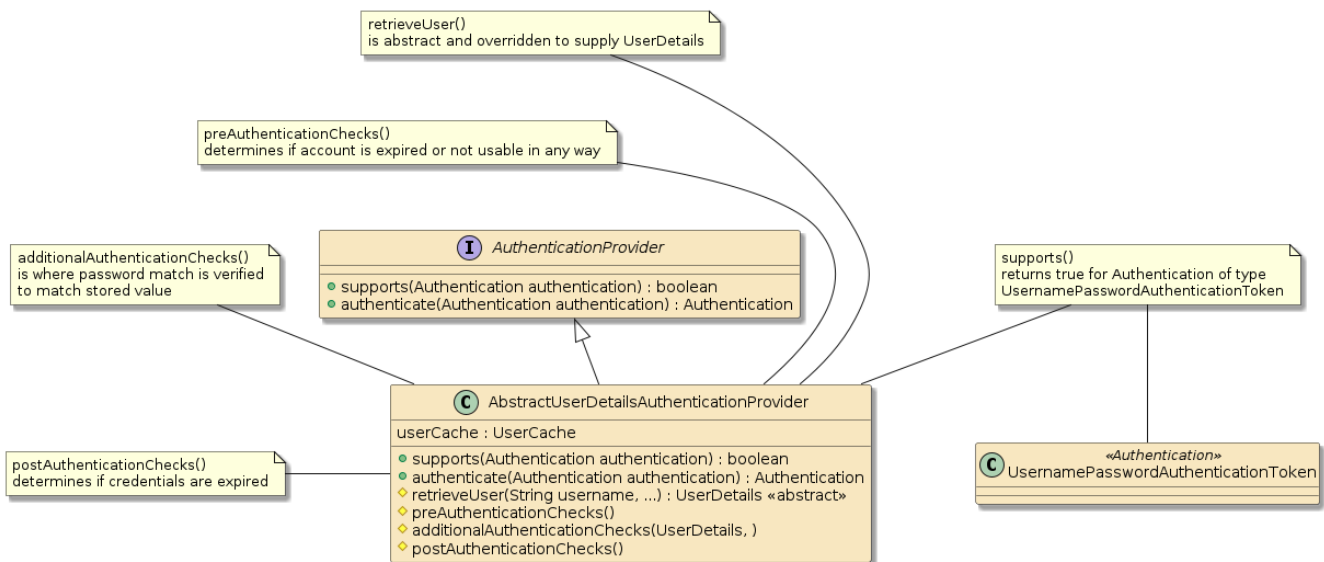 retrieveUser()
is abstract and overridden to supply UserDetails
preAuthenticationChecks()
determines if account is expired or not usable in any way
additionalAuthenticationChecks()
is where password match is verified
to match stored value
I AuthenticationProvider
supports(Authentication authentication) : boolean
authenticate(Authentication authentication) : Authentication
supports()
returns true for Authentication of type
UsernamePasswordAuthenticationToken
C AbstractUserDetailsAuthenticationProvider
userCache : UserCache
supports(Authentication authentication) : boolean
authenticate(Authentication authentication) : Authentication
retrieveUser(String username, ...) : UserDetails «abstract»
preAuthenticationChecks()
additionalAuthenticationChecks(UserDetails, )
postAuthenticationChecks()
postAuthenticationChecks()
determines if credentials are expired
«Authentication»
C UsernamePasswordAuthenticationToken